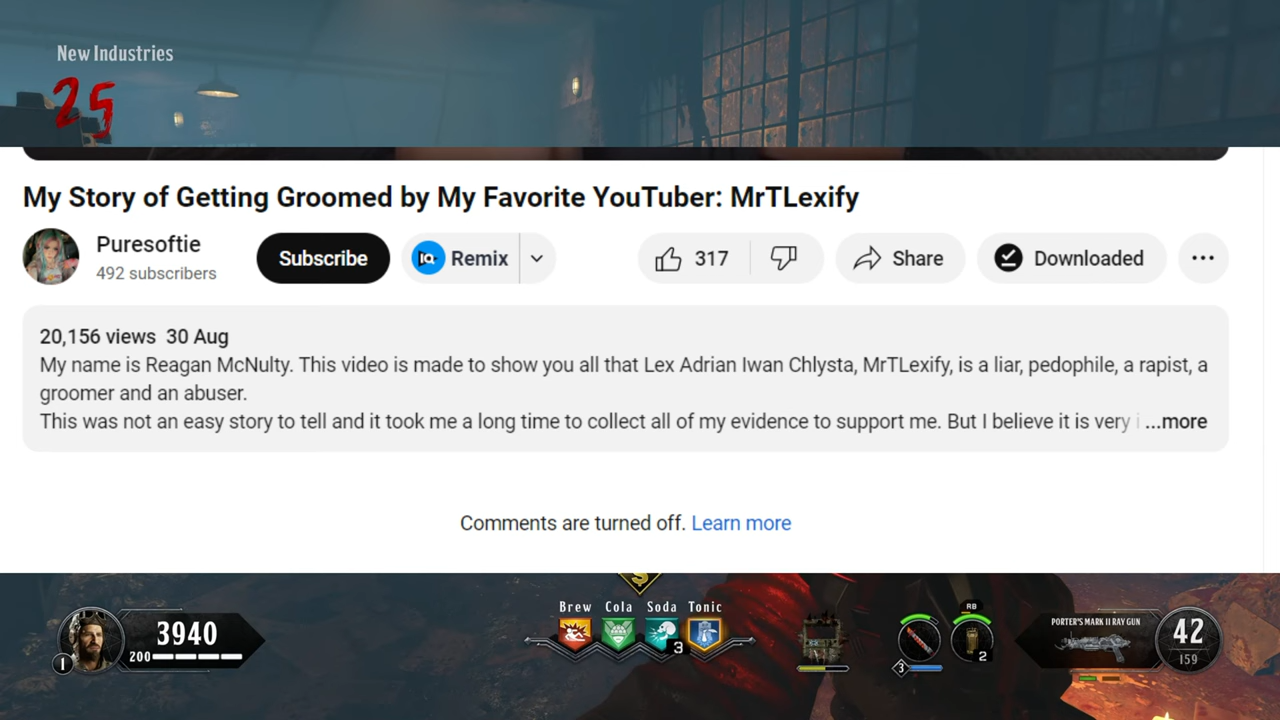 New Industries
25
My Story of Getting Groomed by My Favorite YouTuber: MrTLexify
Puresoftie
492 subscribers
Subscribe
IQ Remix
317
Share
Downloaded
20,156 views 30 Aug
My name is Reagan McNulty. This video is made to show you all that Lex Adrian Iwan Chlysta, MrTLexify, is a liar, pedophile, a rapist, a
groomer and an abuser.
This was not an easy story to tell and it took me a long time to collect all of my evidence to support me. But I believe it is very i ...more
Comments are turned off. Learn more
Brew Cola Soda Tonic
3
1
3940
200
3
RB
2
PORTER'S MARK II RAY GUN
42
159